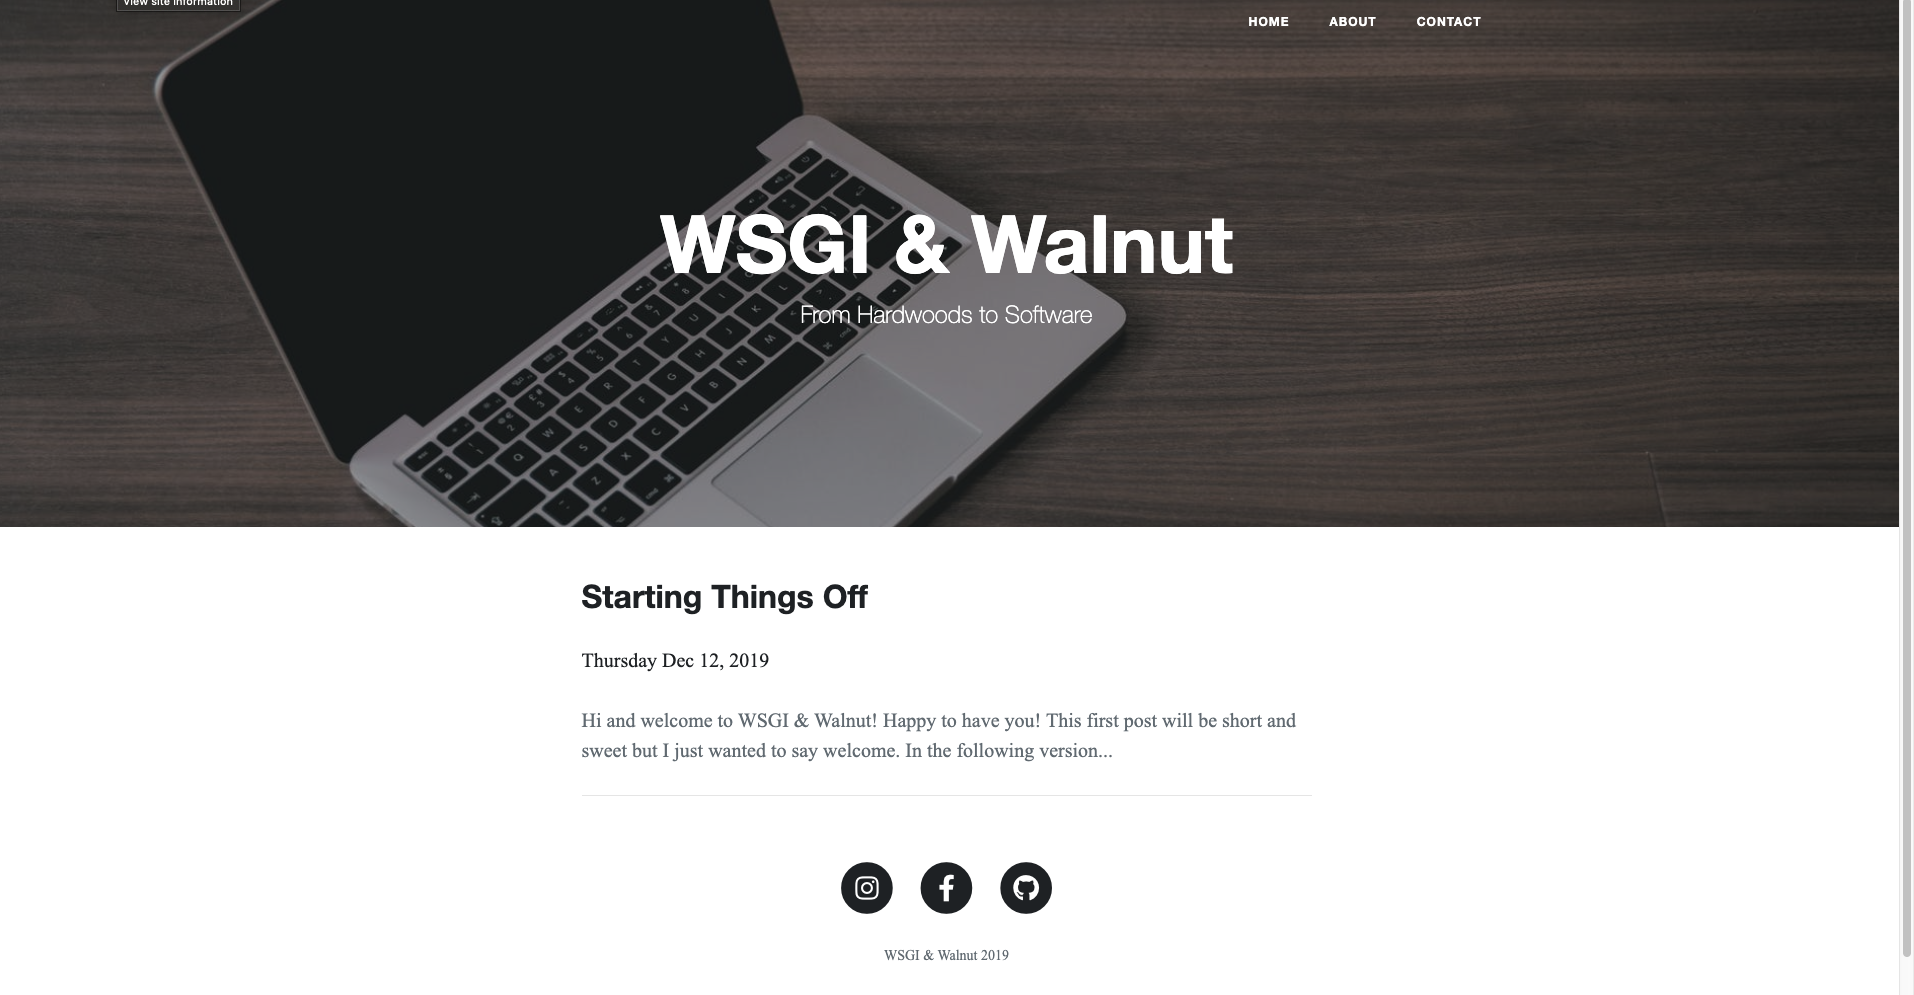 View site information
HOME ABOUT CONTACT
WSGI & Walnut
From Hardwoods to Software
Starting Things Off
Thursday Dec 12, 2019
Hi and welcome to WSGI & Walnut! Happy to have you! This first post will be short and
sweet but I just wanted to say welcome. In the following version...
WSGI & Walnut 2019